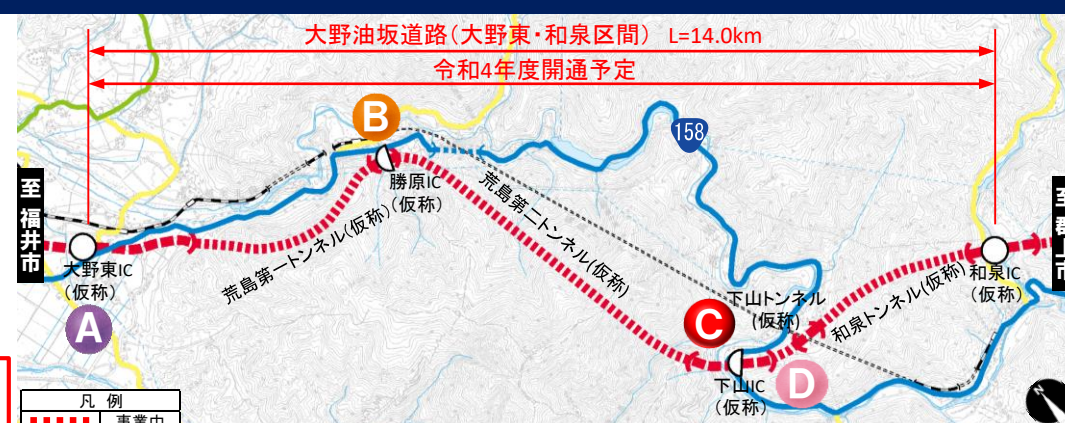 大野油坂道路(大野東・和泉区間) L=14.0km
令和4年度開通予定
B
158
至 福井市
勝原IC
(仮称)
荒島第一トンネル(仮称)
荒島第二トンネル(仮称)
大野東IC
(仮称)
A
C
下山トンネル
(仮称)
和泉トンネル(仮称)
和泉IC
(仮称)
D
下山IC
(仮称)
凡 例
事業中
N